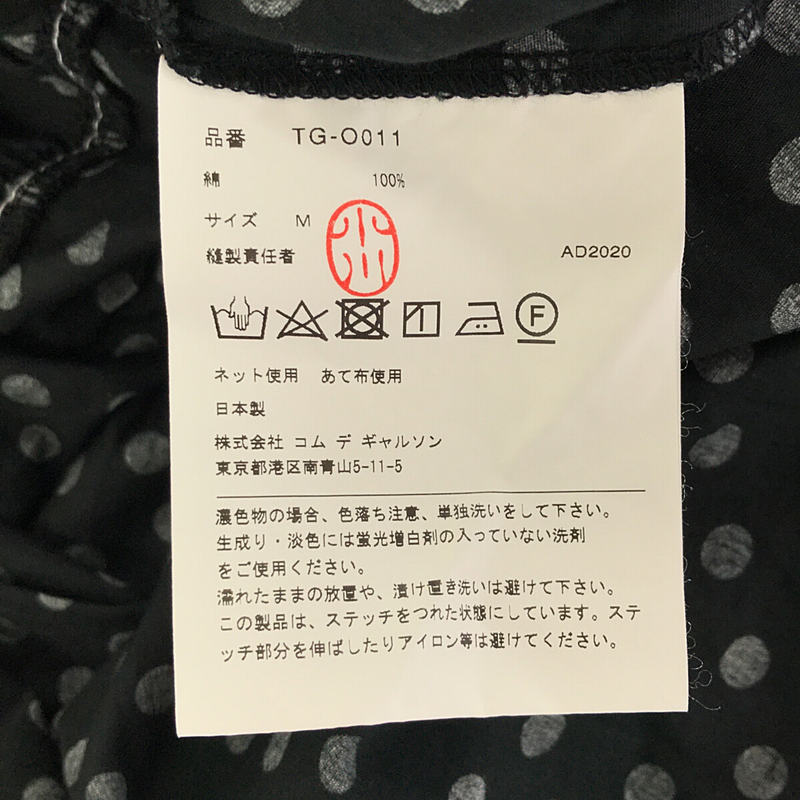 品番 TG-O011
綿 100%
サイズ M
縫製責任者 小川 AD2020
F
ネット使用 あて布使用
日本製
株式会社 コム デ ギャルソン
東京都港区南青山5-11-5
濃色物の場合、色落ち注意、単独洗いをして下さい。
生成り・淡色には蛍光増白剤の入っていない洗剤
をご使用ください。
濡れたままの放置や、漬け置き洗いは避けて下さい。
この製品は、ステッチをつれた状態にしています。ステ
ッチ部分を伸ばしたりアイロン等は避けてください。